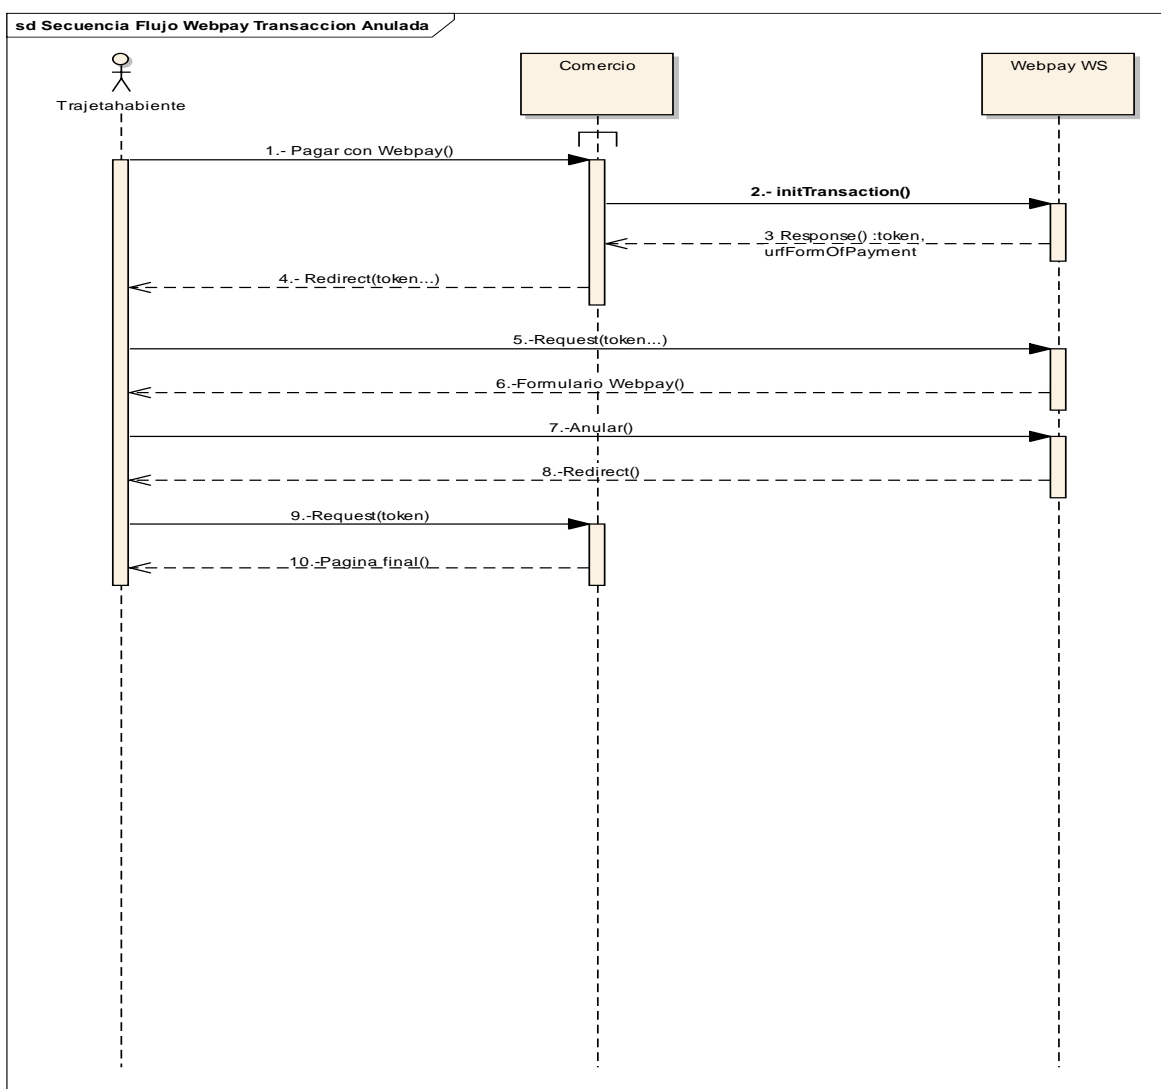 sd Secuencia Flujo Webpay Transaccion Anulada
Trajetahabiente
Comercio
Webpay WS
1.- Pagar con Webpay()
2.- initTransaction()
3 Response() :token,
urfFormOfPayment
4.- Redirect(token...)
5.-Request(token...)
6.-Formulario Webpay()
7.-Anular()
8.-Redirect()
9.-Request(token)
10.-Pagina final()